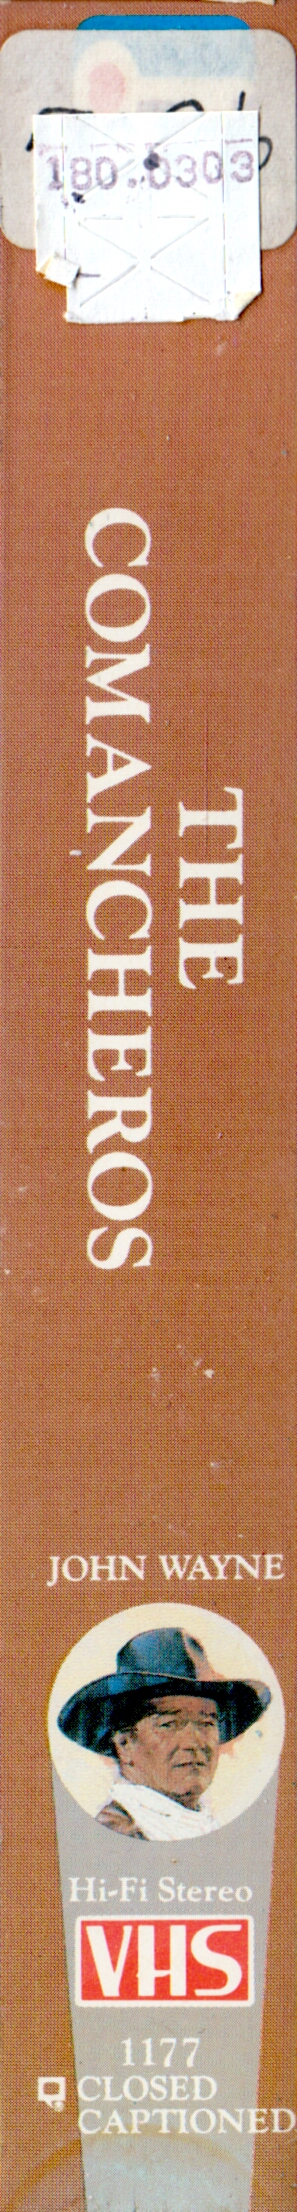 180.0303
THE
COMANCHEROS
JOHN WAYNE
Hi-Fi Stereo
VHS
1177
CLOSED
CAPTIONED